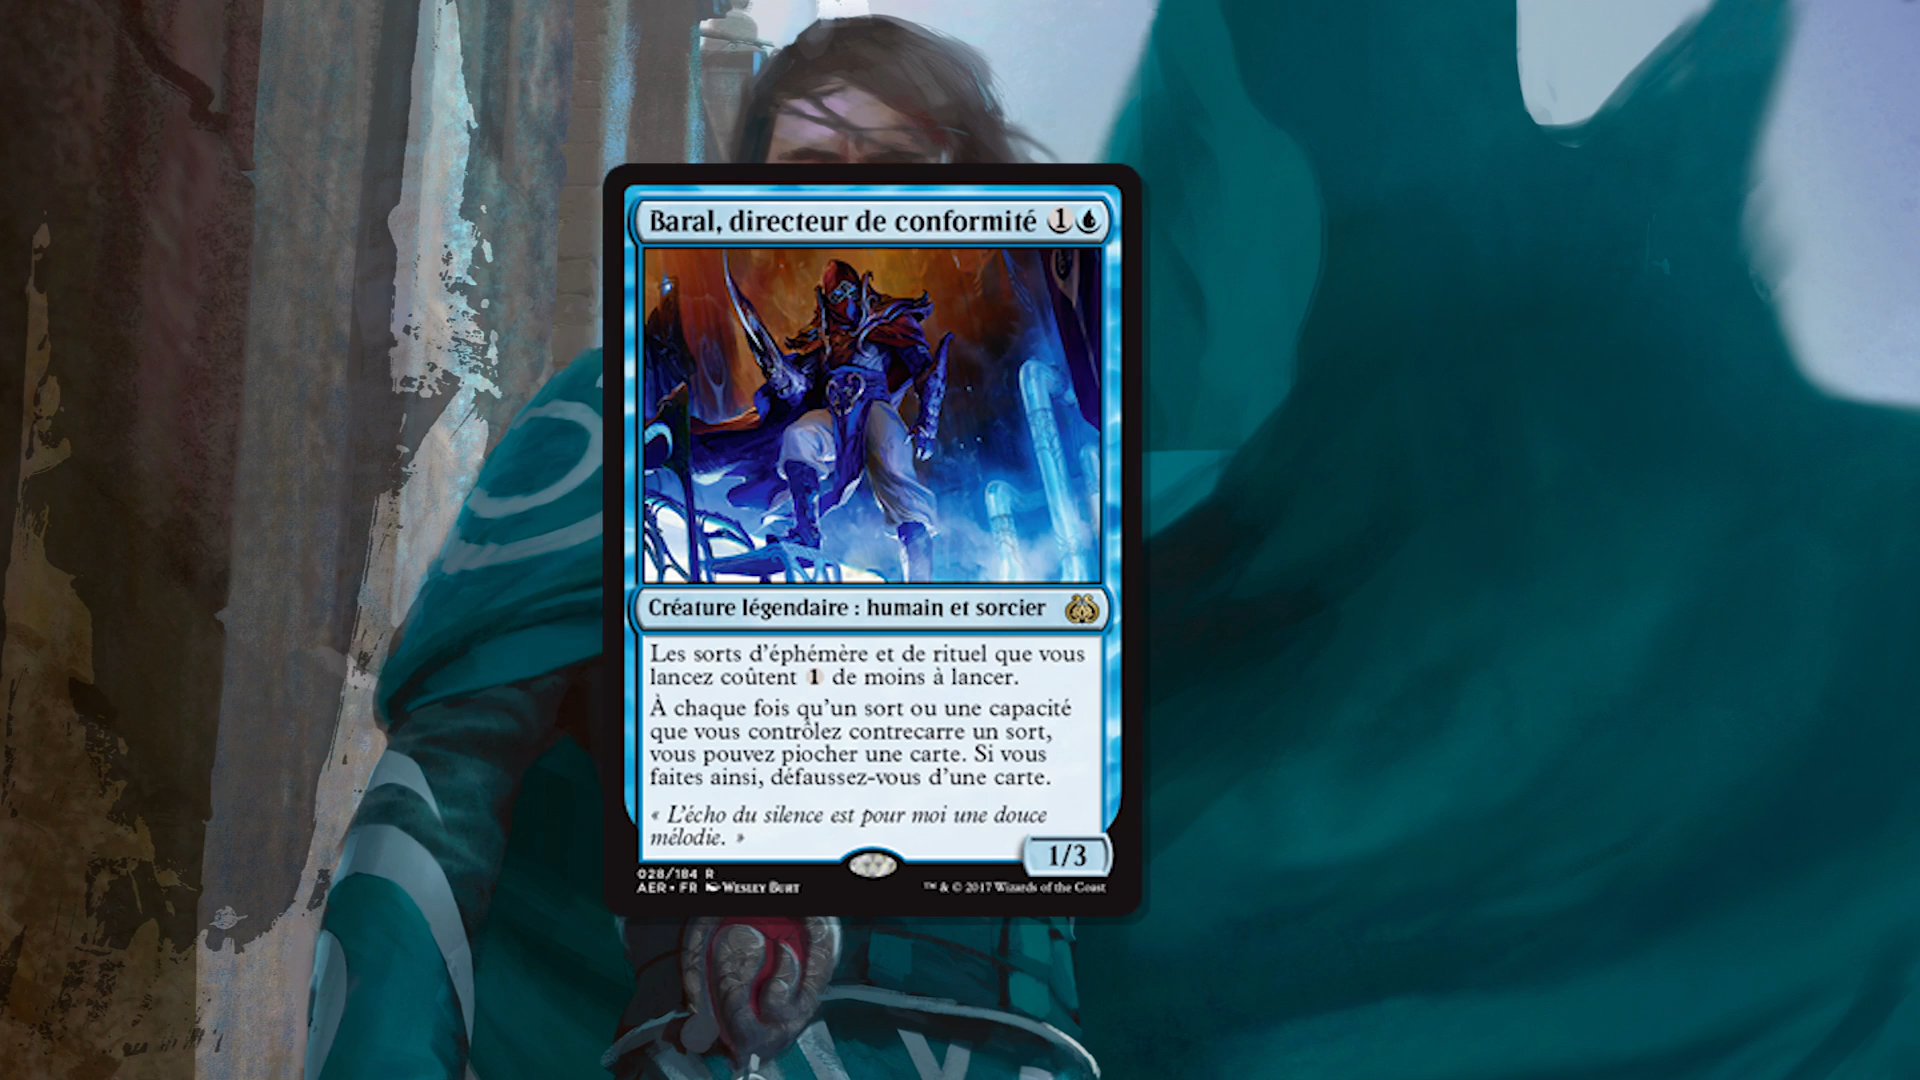 Baral, directeur de conformité 1
Créature légendaire : humain et sorcier
Les sorts d'éphémère et de rituel que vous
lancez coûtent 1 de moins à lancer.
À chaque fois qu'un sort ou une capacité
que vous contrôlez contrecarre un sort,
vous pouvez piocher une carte. Si vous
faites ainsi, défaussez-vous d'une carte.
« L'écho du silence est pour moi une douce
mélodie. »
1/3
028/184 R
AER • FR Wesley Burt
™ & © 2017 Wizards of the Coast